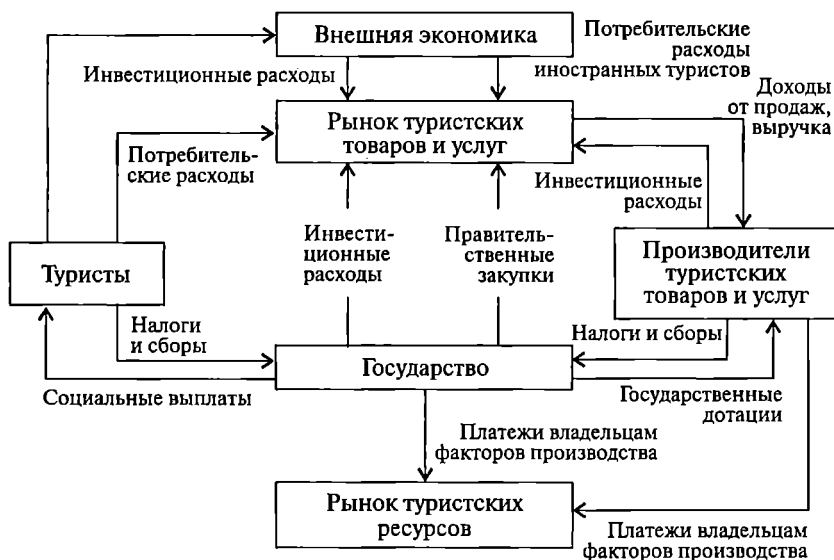 Внешняя экономика
Потребительские
расходы
иностранных туристов
Инвестиционные расходы
Доходы
от продаж,
выручка
Рынок туристских
товаров и услуг
Потребитель-
ские расходы
Инвестиционные
расходы
Инвести-
ционные
расходы
Правитель-
ственные
закупки
Туристы
Производители
туристских
товаров и услуг
Налоги
и сборы
Налоги и сборы
Государство
Социальные выплаты
Государственные
дотации
Платежи владельцам
факторов производства
Рынок туристских
ресурсов
Платежи владельцам
факторов производства